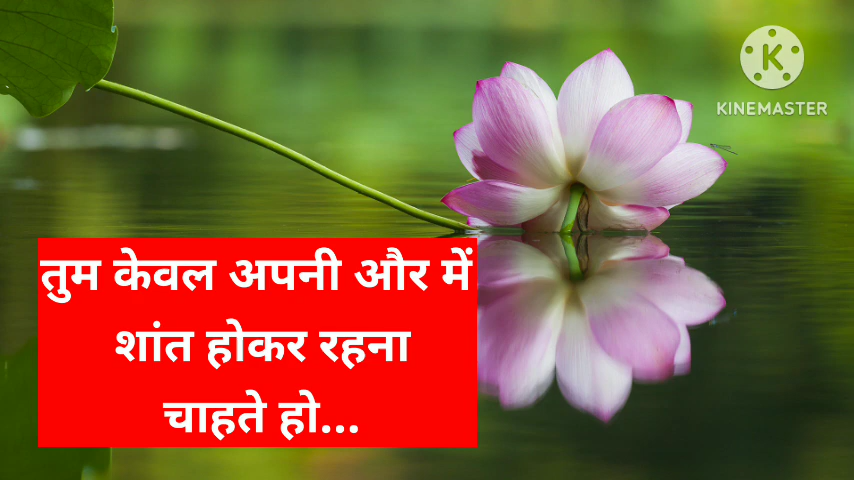 KINEMASTER
तुम केवल अपनी और में
शांत होकर रहना
चाहते हो...